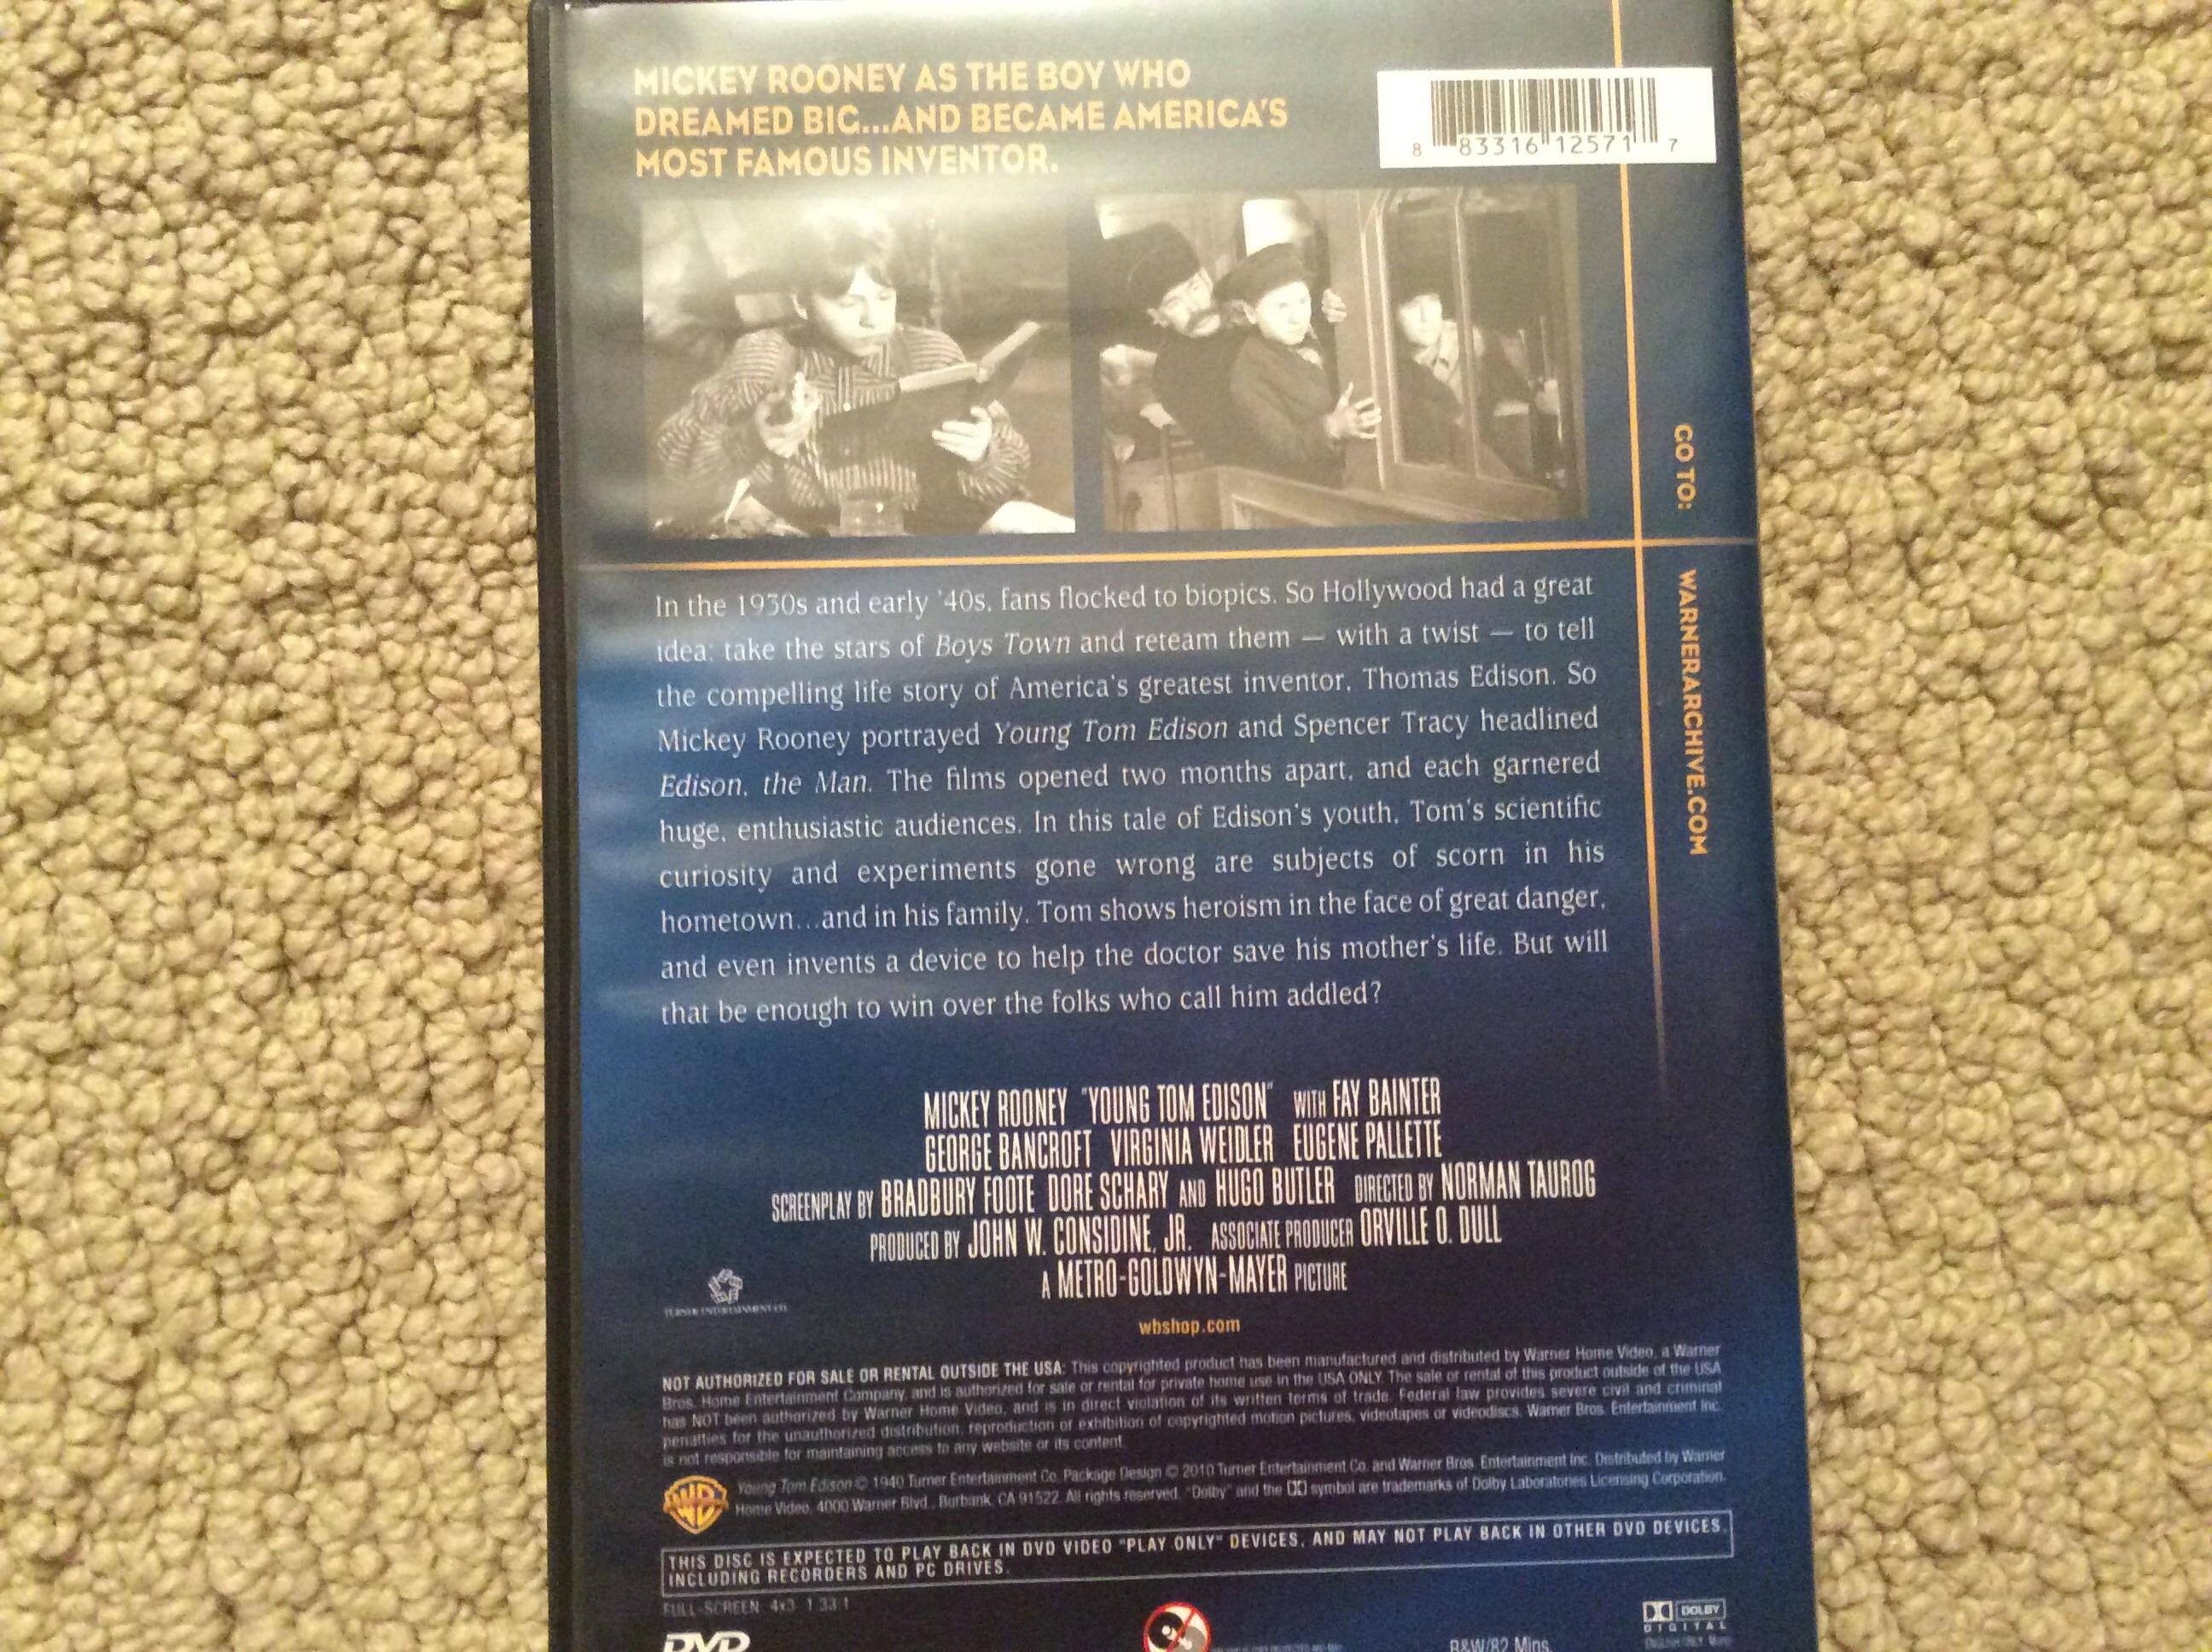 MICKEY ROONEY AS THE BOY WHO
DREAMED BIG...AND BECAME AMERICA'S
MOST FAMOUS INVENTOR.
8 83316 12571 7
GO TO: WARNERARCHIVE.COM
In the 1930s and early '40s, fans flocked to biopics. So Hollywood had a great
idea: take the stars of Boys Town and reteam them — with a twist — to tell
the compelling life story of America's greatest inventor, Thomas Edison. So
Mickey Rooney portrayed Young Tom Edison and Spencer Tracy headlined
Edison, the Man. The films opened two months apart, and each garnered
huge, enthusiastic audiences. In this tale of Edison's youth, Tom's scientific
curiosity and experiments gone wrong are subjects of scorn in his
hometown...and in his family. Tom shows heroism in the face of great danger,
and even invents a device to help the doctor save his mother's life. But will
that be enough to win over the folks who call him addled?
MICKEY ROONEY "YOUNG TOM EDISON" WITH FAY BAINTER
GEORGE BANCROFT VIRGINIA WEIDLER EUGENE PALLETTE
SCREENPLAY BY BRADBURY FOOTE DORE SCHARY AND HUGO BUTLER DIRECTED BY NORMAN TAUROG
PRODUCED BY JOHN W. CONSIDINE, JR. ASSOCIATE PRODUCER ORVILLE O. DULL
A METRO-GOLDWYN-MAYER PICTURE
TURNER ENTERTAINMENT CO.
wbshop.com
NOT AUTHORIZED FOR SALE OR RENTAL OUTSIDE THE USA: This copyrighted product has been manufactured and distributed by Warner Home Video, a Warner
Bros. Home Entertainment Company, and is authorized for sale or rental for private home use in the USA ONLY. The sale or rental of this product outside of the USA
has NOT been authorized by Warner Home Video, and is in direct violation of its written terms of trade. Federal law provides severe civil and criminal
penalties for the unauthorized distribution, reproduction or exhibition of copyrighted motion pictures, videotapes or videodiscs. Warner Bros. Entertainment Inc.
is not responsible for maintaining access to any website or its content.
WB
Young Tom Edison © 1940 Turner Entertainment Co. Package Design © 2010 Turner Entertainment Co. and Warner Bros. Entertainment Inc. Distributed by Warner
Home Video, 4000 Warner Blvd., Burbank, CA 91522. All rights reserved. "Dolby" and the symbol are trademarks of Dolby Laboratories Licensing Corporation.
THIS DISC IS EXPECTED TO PLAY BACK IN DVD VIDEO "PLAY ONLY" DEVICES, AND MAY NOT PLAY BACK IN OTHER DVD DEVICES,
INCLUDING RECORDERS AND PC DRIVES.
FULL-SCREEN 4x3 1.33:1
DVD
B&W/82 Mins.
DOLBY
DIGITAL